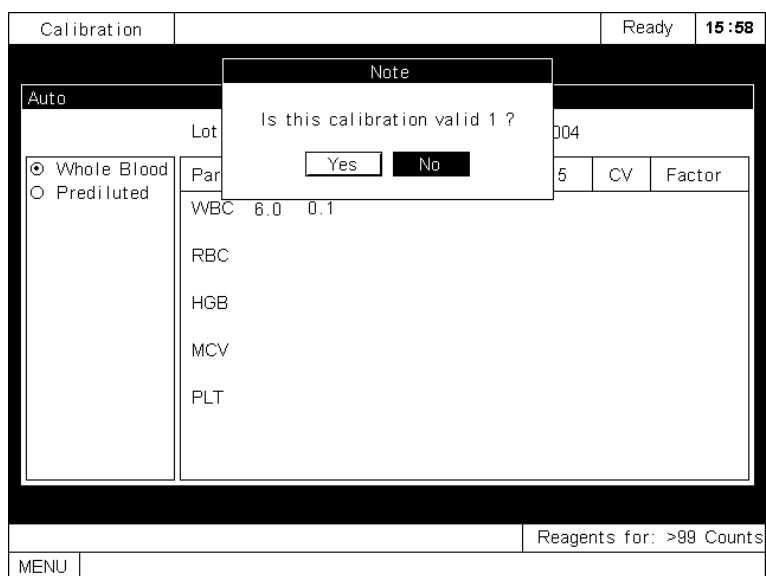 Calibration Ready 15:58
Note
Auto
Is this calibration valid 1 ?
Lot 004
Yes No
Whole Blood
Par 5 CV Factor
Prediluted
WBC 6.0 0.1
RBC
HGB
MCV
PLT
Reagents for: >99 Counts
MENU